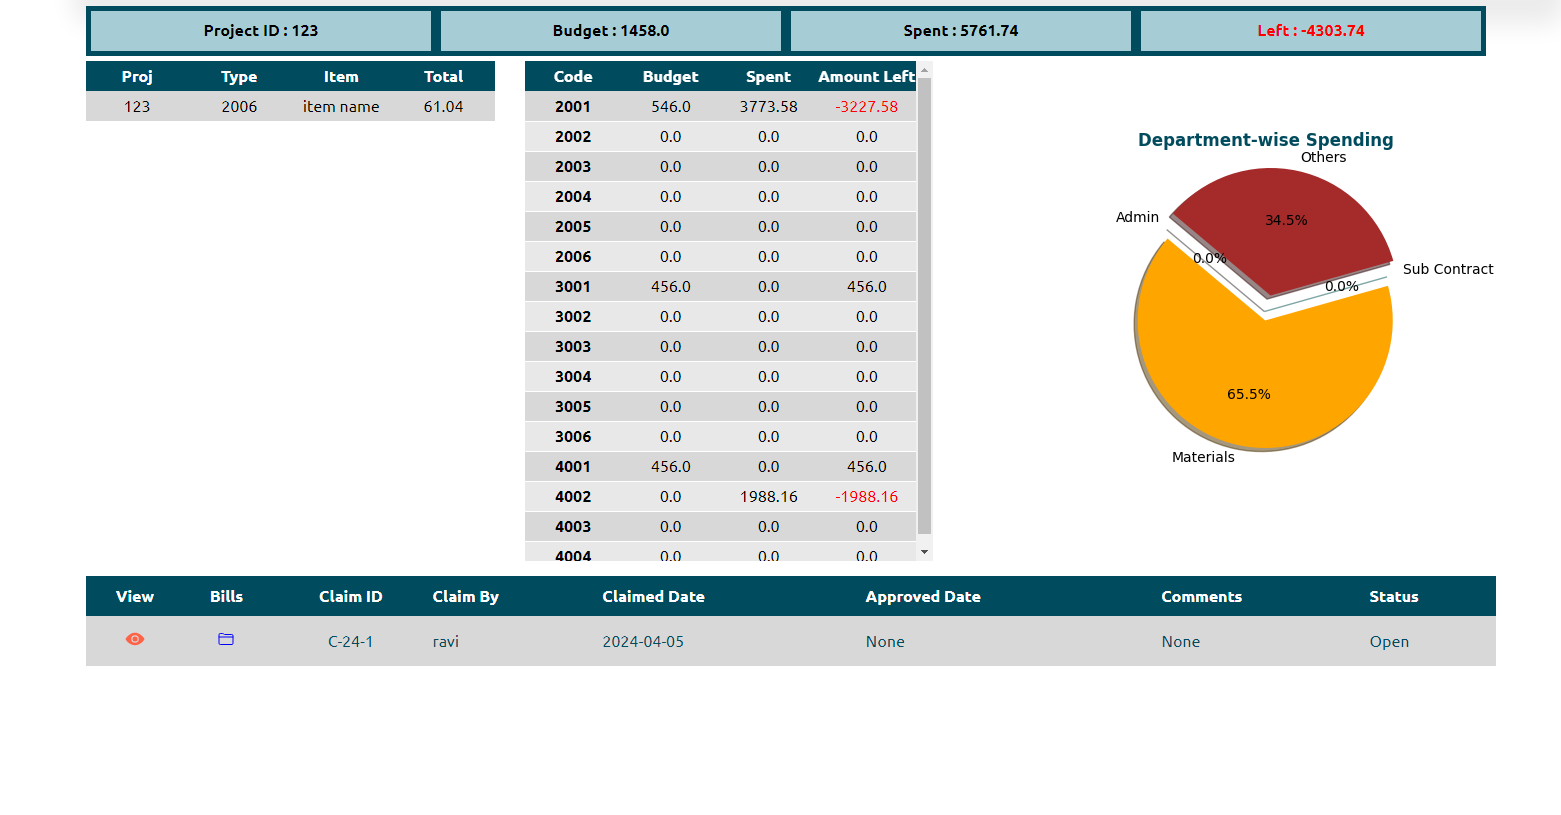 Project ID : 123 Budget : 1458.0 Spent : 5761.74 Left : -4303.74
Proj Type Item Total
123 2006 item name 61.04
Code Budget Spent Amount Left
2001 546.0 3773.58 -3227.58
2002 0.0 0.0 0.0
2003 0.0 0.0 0.0
2004 0.0 0.0 0.0
2005 0.0 0.0 0.0
2006 0.0 0.0 0.0
3001 456.0 0.0 456.0
3002 0.0 0.0 0.0
3003 0.0 0.0 0.0
3004 0.0 0.0 0.0
3005 0.0 0.0 0.0
3006 0.0 0.0 0.0
4001 456.0 0.0 456.0
4002 0.0 1988.16 -1988.16
4003 0.0 0.0 0.0
4004 0.0 0.0 0.0
Department-wise Spending
Others
Admin
34.5%
0.0%
Sub Contract
0.0%
65.5%
Materials
View Bills Claim ID Claim By Claimed Date Approved Date Comments Status
C-24-1 ravi 2024-04-05 None None Open